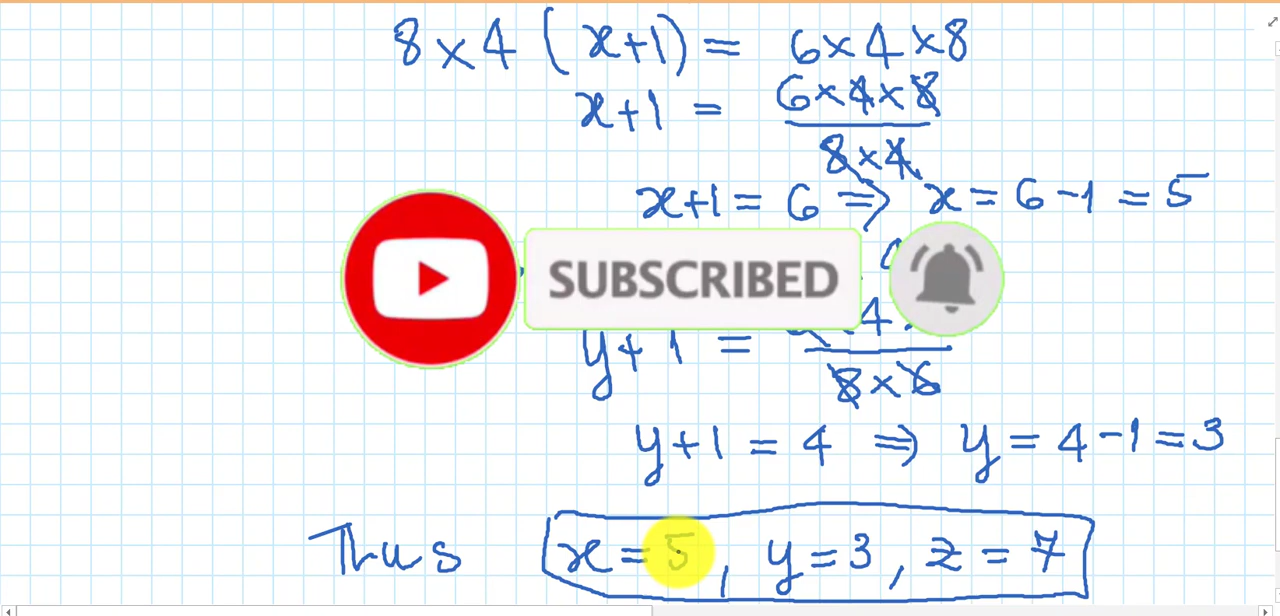 8×4 (x+1) = 6×4×8
x+1 = 6×4×8
8×4
x+1 = 6 ⇒ x = 6-1 = 5
SUBSCRIBED
y+1 = 4
8×6
y+1 = 4 ⇒ y = 4-1 = 3
Thus x = 5, y = 3, z = 7